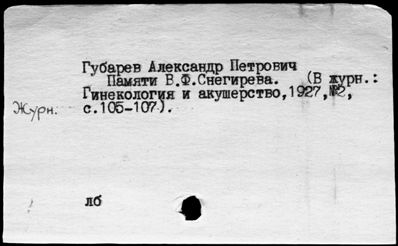 Губарев Александр Петрович
Памяти В.Ф.Снегирева. (В журн.:
Гинекология и акушерство,1927,№2,
Журн. с.105-107).
лб